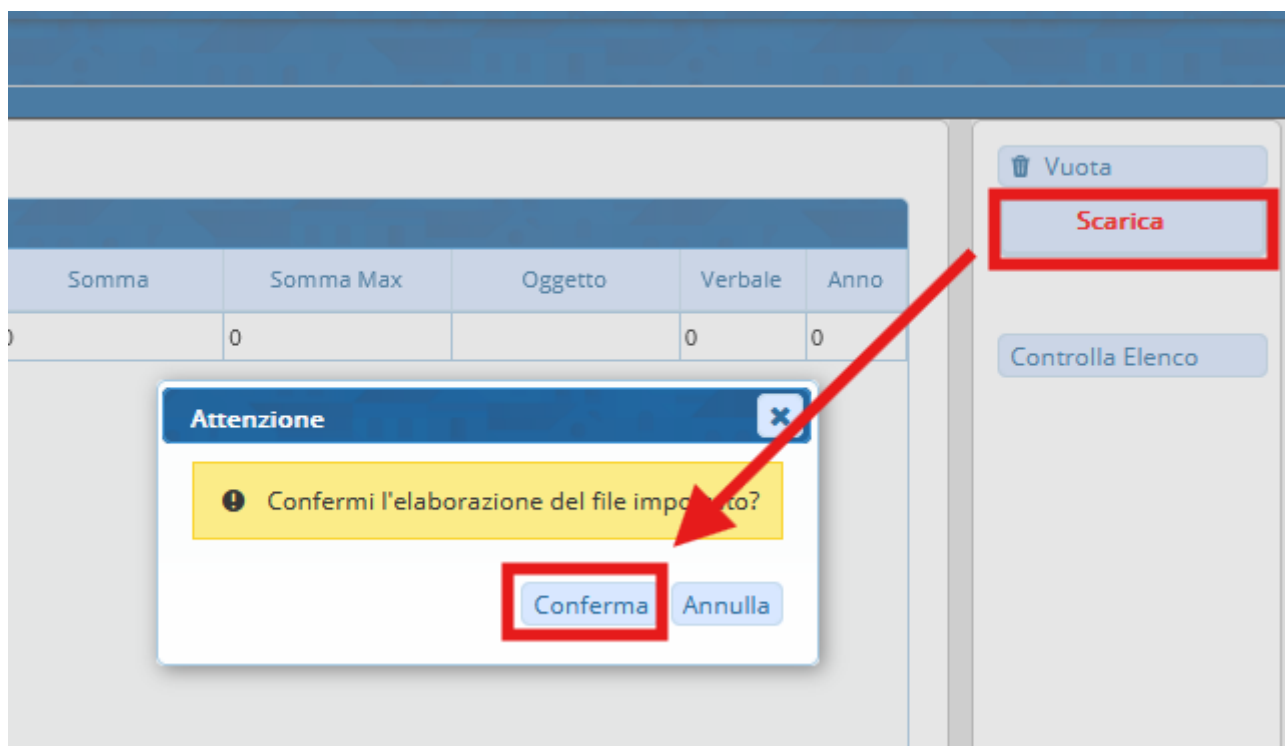 Vuota
Scarica
Somma Somma Max Oggetto Verbale Anno
0 0 0
Controlla Elenco
Attenzione
Confermi l'elaborazione del file
Conferma Annulla